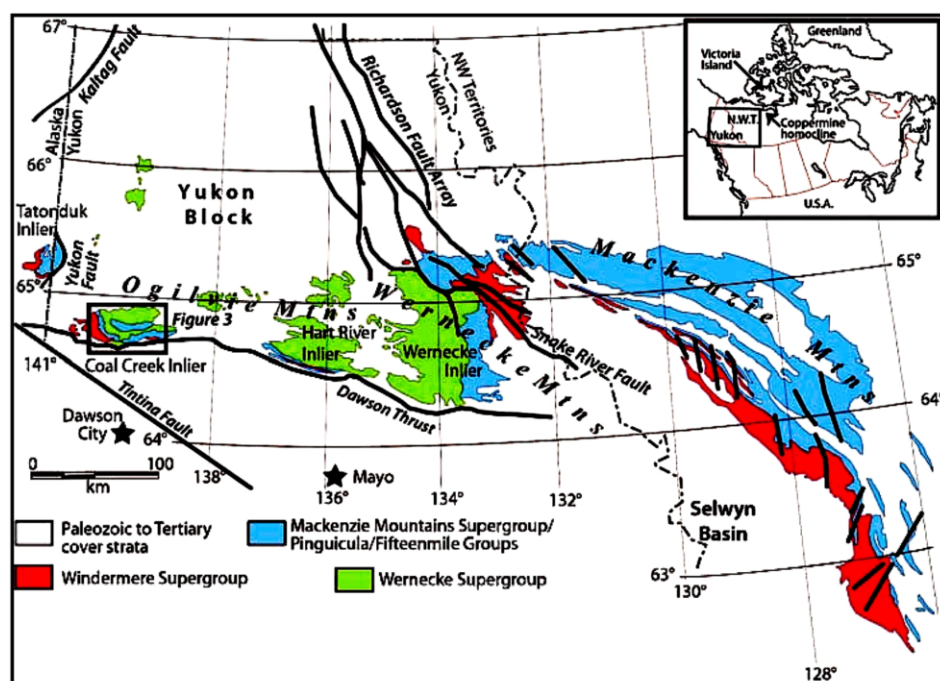 67°
Kaltag Fault
Alaska
Yukon
66°
Richardson Fault Array
NW Territories
Yukon
Greenland
Victoria
Island
N.W.T.
Yukon
Coppermine
homocline
U.S.A.
Yukon
Block
Tatonduk
Inlier
Yukon
Fault
65°
Ogilvie Mtns
Wernecke Mtns
Mackenzie Mtns
65°
Figure 3
Hart River
Inlier
Wernecke
Inlier
Snake River Fault
141°
Coal Creek Inlier
Tintina Fault
Dawson Thrust
64°
Dawson
City
64°
0 100
km
138°
136°
Mayo
134°
132°
Selwyn
Basin
63°
130°
128°
Paleozoic to Tertiary
cover strata
Mackenzie Mountains Supergroup/
Pinguicula/Fifteenmile Groups
Windermere Supergroup
Wernecke Supergroup